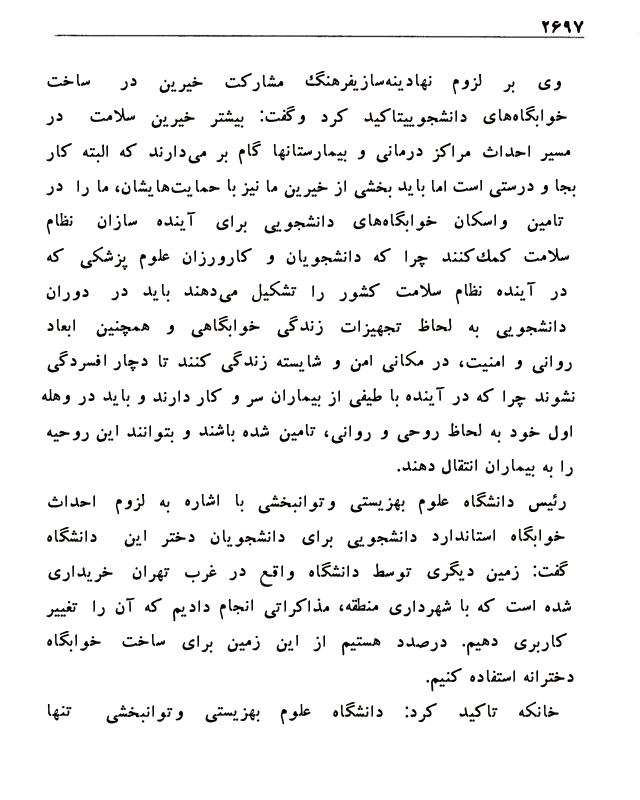 ۲۶۹۷
وی بر لزوم نهادینه‌سازیفرهنگ مشارکت خیرین در ساخت
خوابگاه‌های دانشجوییتاکید کرد وگفت: بیشتر خیرین سلامت در
مسیر احداث مراکز درمانی و بیمارستانها گام بر می‌دارند که البته کار
بجا و درستی است اما باید بخشی از خیرین ما نیز با حمایت‌هایشان، ما را در
تامین واسکان خوابگاه‌های دانشجویی برای آینده سازان نظام
سلامت کمك‌کنند چرا که دانشجویان و کارورزان علوم پزشکی که
در آینده نظام سلامت کشور را تشکیل می‌دهند باید در دوران
دانشجویی به لحاظ تجهیزات زندگی خوابگاهی و همچنین ابعاد
روانی و امنیت، در مکانی امن و شایسته زندگی کنند تا دچار افسردگی
نشوند چرا که در آینده با طیفی از بیماران سر و کار دارند و باید در وهله
اول خود به لحاظ روحی و روانی، تامین شده باشند و بتوانند این روحیه
را به بیماران انتقال دهند.
رئیس دانشگاه علوم بهزیستی وتوانبخشی با اشاره به لزوم احداث
خوابگاه استاندارد دانشجویی برای دانشجویان دختر این دانشگاه
گفت: زمین دیگری توسط دانشگاه واقع در غرب تهران خریداری
شده است که با شهرداری منطقه، مذاکراتی انجام دادیم که آن را تغییر
کاربری دهیم. درصدد هستیم از این زمین برای ساخت خوابگاه
دخترانه استفاده کنیم.
خانکه تاکید کرد: دانشگاه علوم بهزیستی وتوانبخشی تنها